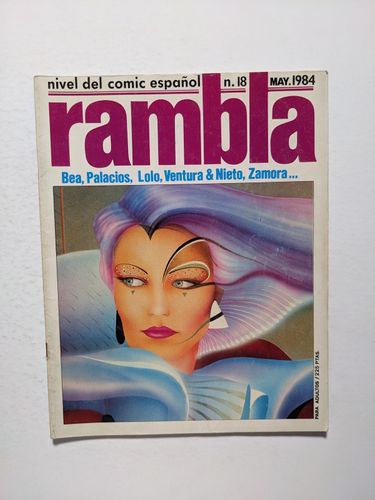 nivel del comic español n.18 MAY.1984
rambla
Bea, Palacios, Lolo, Ventura & Nieto, Zamora...
PARA ADULTOS / 225 PTAS